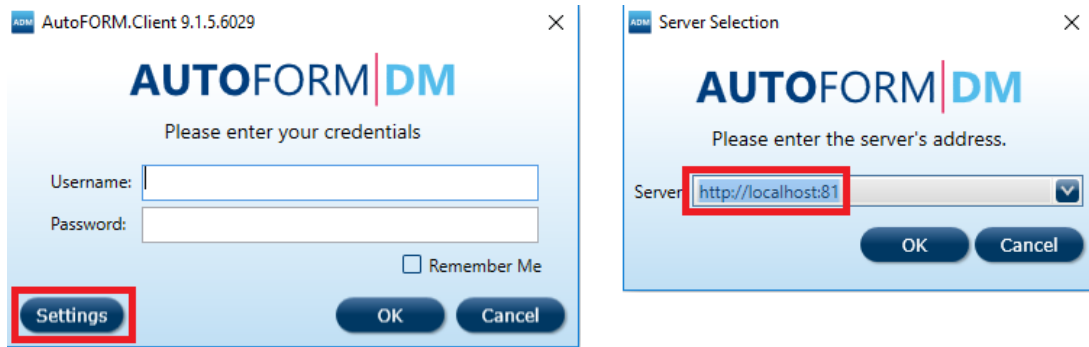 ADM AutoFORM.Client 9.1.5.6029
AUTOFORM|DM
Please enter your credentials
Username:
Password:
Remember Me
Settings OK Cancel
ADM Server Selection
AUTOFORM|DM
Please enter the server's address.
Server http://localhost:81
OK Cancel